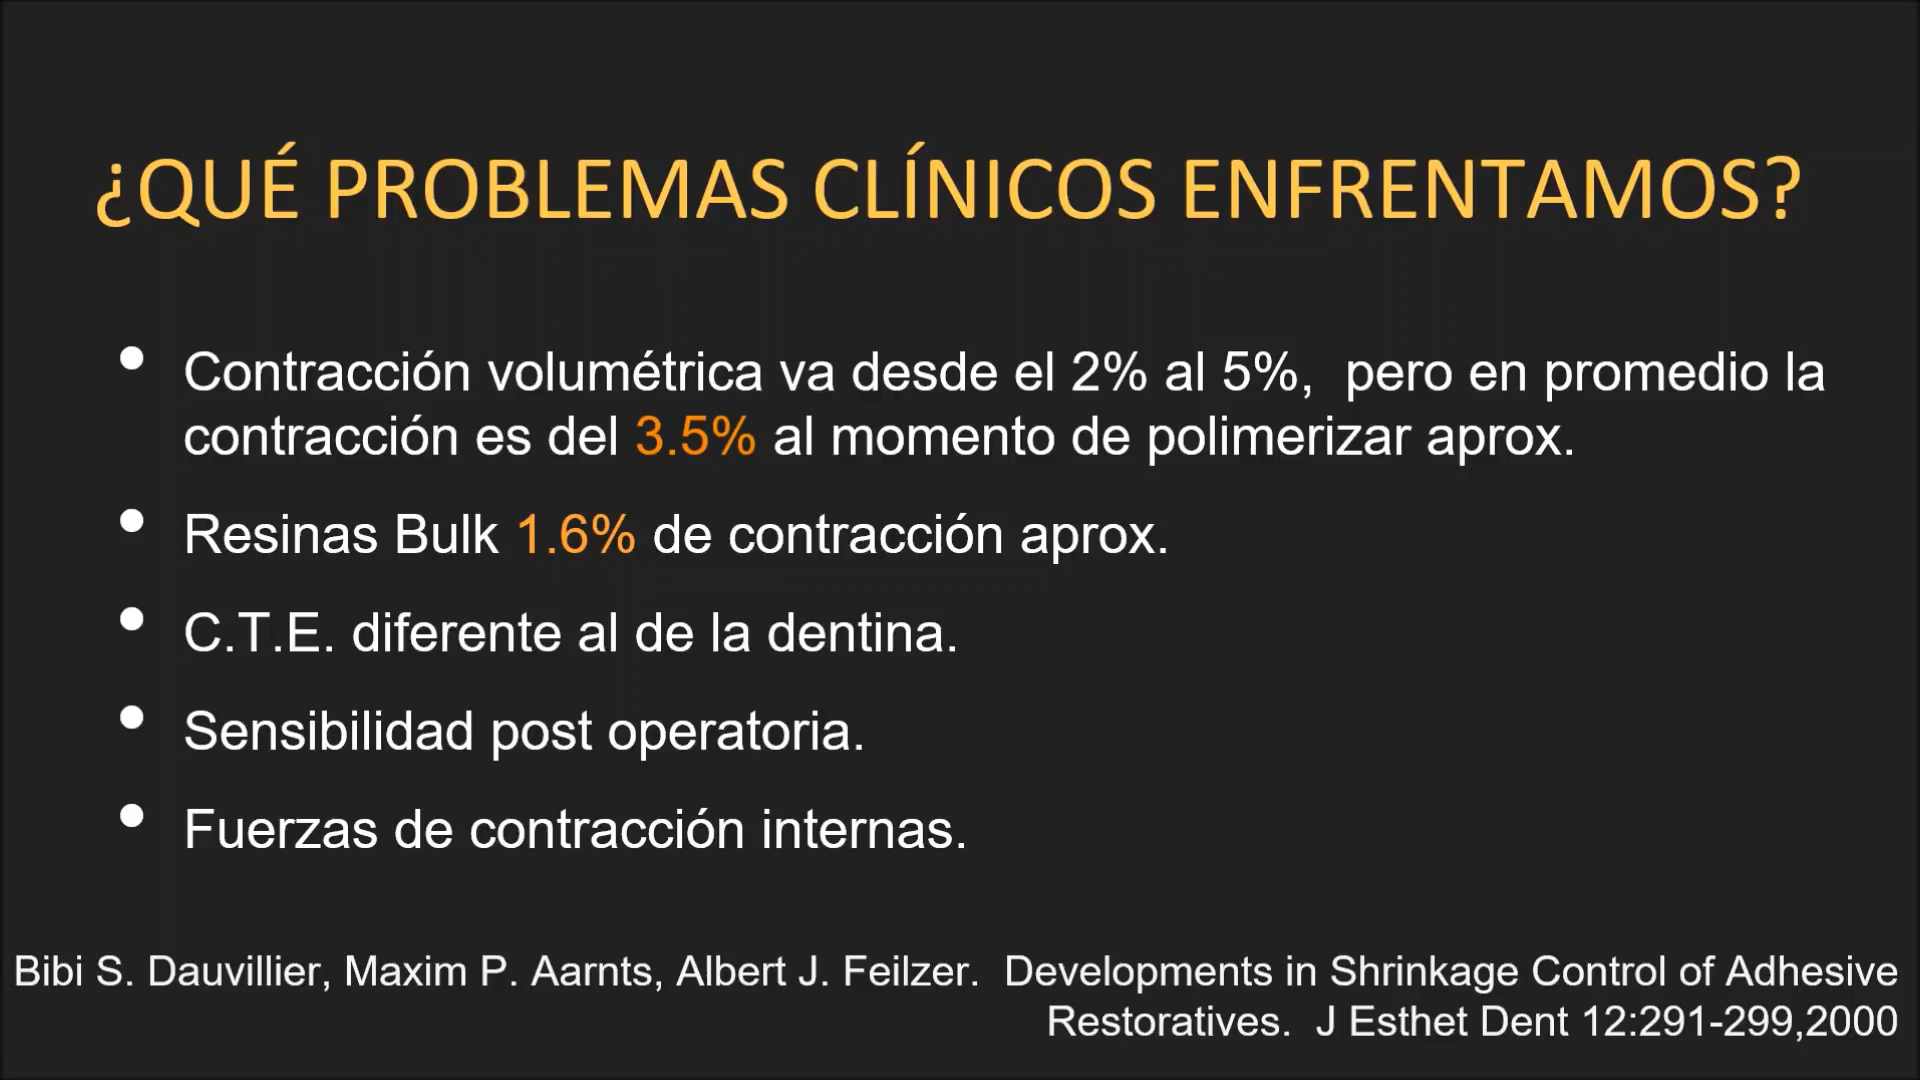 ¿QUÉ PROBLEMAS CLÍNICOS ENFRENTAMOS?
• Contracción volumétrica va desde el 2% al 5%,  pero en promedio la
contracción es del 3.5% al momento de polimerizar aprox.
• Resinas Bulk 1.6% de contracción aprox.
• C.T.E. diferente al de la dentina.
• Sensibilidad post operatoria.
• Fuerzas de contracción internas.
Bibi S. Dauvillier, Maxim P. Aarnts, Albert J. Feilzer.  Developments in Shrinkage Control of Adhesive
Restoratives.  J Esthet Dent 12:291-299,2000